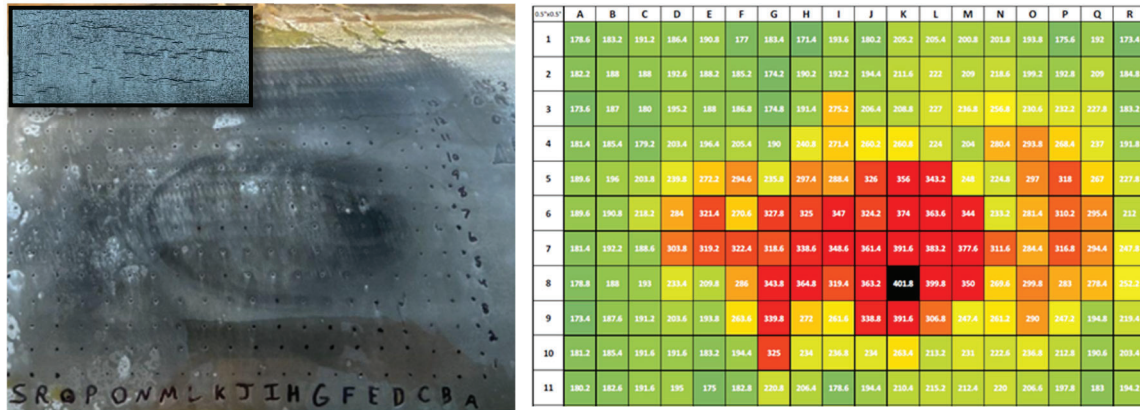 S R Q P O N M L K J I H G F E D C B A
0.5"x0.5" A B C D E F G H I J K L M N O P Q R
1 178.6 183.2 191.2 186.4 190.8 177 183.4 171.4 193.6 180.2 205.2 205.4 200.8 201.8 193.8 175.6 192 173.4
2 182.2 188 188 192.6 188.2 185.2 174.2 190.2 192.2 194.4 211.6 222 209 218.6 199.2 192.8 209 184.8
3 173.6 187 180 195.2 188 186.8 174.8 191.4 275.2 206.4 208.8 227 236.8 230.6 232.2 227.8 183.2
4 181.4 185.4 179.2 203.4 196.4 205.4 190 240.8 271.4 260.2 260.8 224 204 280.4 293.8 268.4 237 191.8
5 189.6 196 203.8 239.8 272.2 294.6 235.8 297.4 288.4 326 356 343.2 248 224.8 297 318 267 227.8
6 189.6 190.8 218.2 284 321.4 270.6 327.8 325 347 324.2 374 363.6 344 233.2 281.4 310.2 295.4 212
7 181.4 192.2 188.6 303.8 319.2 322.4 318.6 338.6 348.6 361.4 391.6 383.2 377.6 311.6 284.4 316.8 294.4 247.8
8 178.8 188 193 233.4 209.8 286 343.8 364.8 319.4 363.2 401.8 399.8 350 269.6 299.8 283 278.4 252.2
9 173.4 187.6 191.2 203.6 193.8 263.6 339.8 272 261.6 338.8 391.6 306.8 247.4 261.2 290 247.2 194.8 219.4
10 181.2 185.4 191.6 191.6 183.2 194.4 325 234 236.8 234 263.4 213.2 231 222.6 236.8 212.8 190.6 203.4
11 180.2 182.6 191.6 195 175 182.8 220.8 206.4 178.6 194.4 210.4 215.2 212.4 220 206.6 197.8 183 194.2